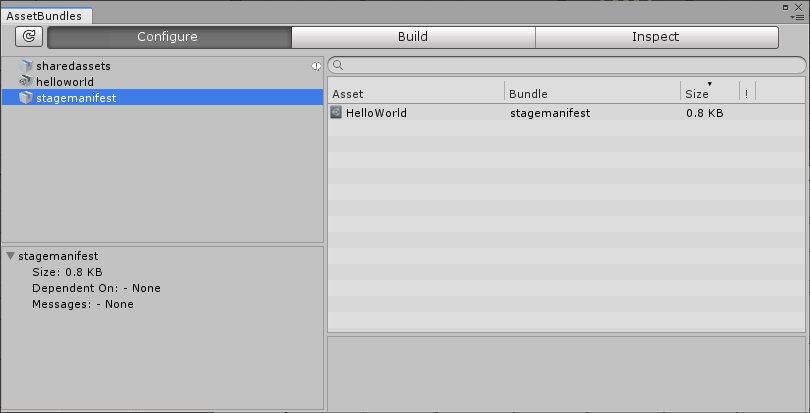 AssetBundles
Configure Build Inspect
sharedassets
helloworld
stagemanifest
Asset Bundle Size !
HelloWorld stagemanifest 0.8 KB
stagemanifest
Size: 0.8 KB
Dependent On: - None
Messages: - None